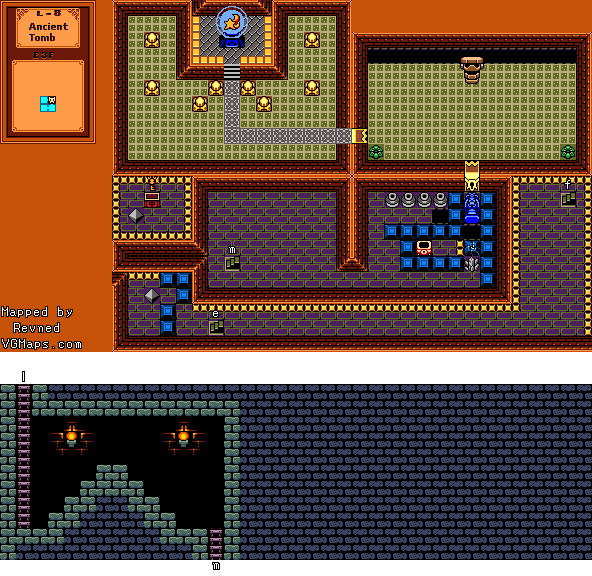 L-8
Ancient
Tomb
B3F
t
f
m
e
Mapped by
Revned
VGMaps.com
l
m